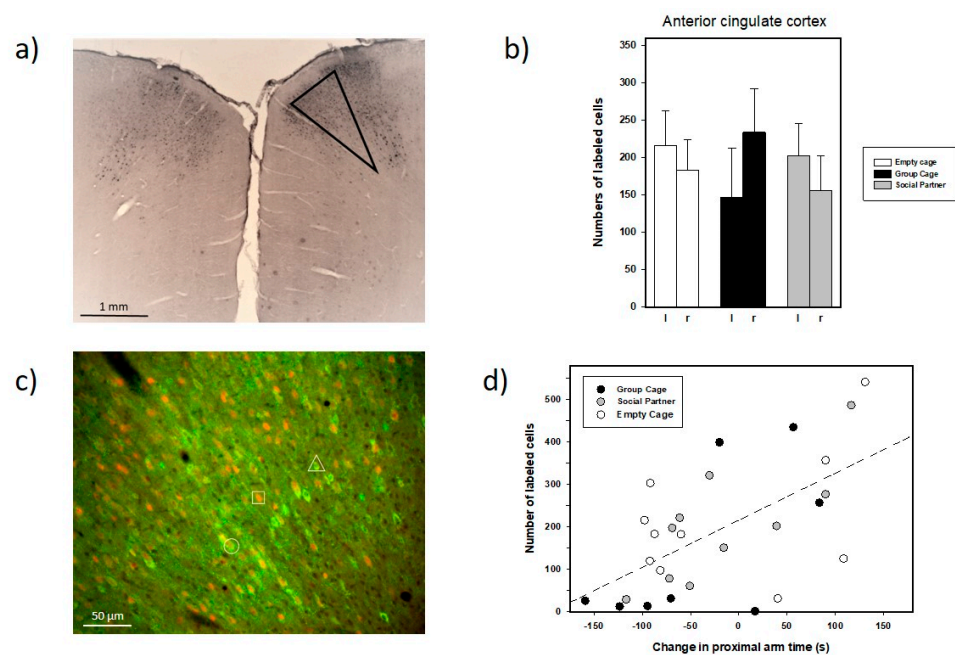 a)
1 mm
b)
Anterior cingulate cortex
Numbers of labeled cells
350
300
250
200
150
100
50
0
l r l r l r
Empty cage
Group Cage
Social Partner
c)
50 µm
d)
Number of labeled cells
500
400
300
200
100
0
Group Cage
Social Partner
Empty Cage
-150 -100 -50 0 50 100 150
Change in proximal arm time (s)